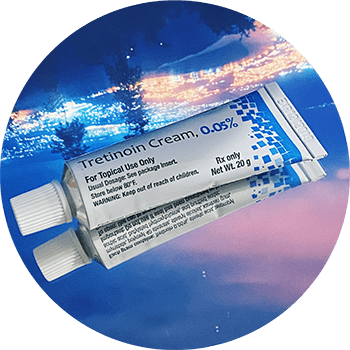 Tretinoin Cream, 0.05%
For Topical Use Only
Usual Dosage: See package insert.
Store below 80°F.
WARNING: Keep out of reach of children.
Rx only
Net WT. 20 g